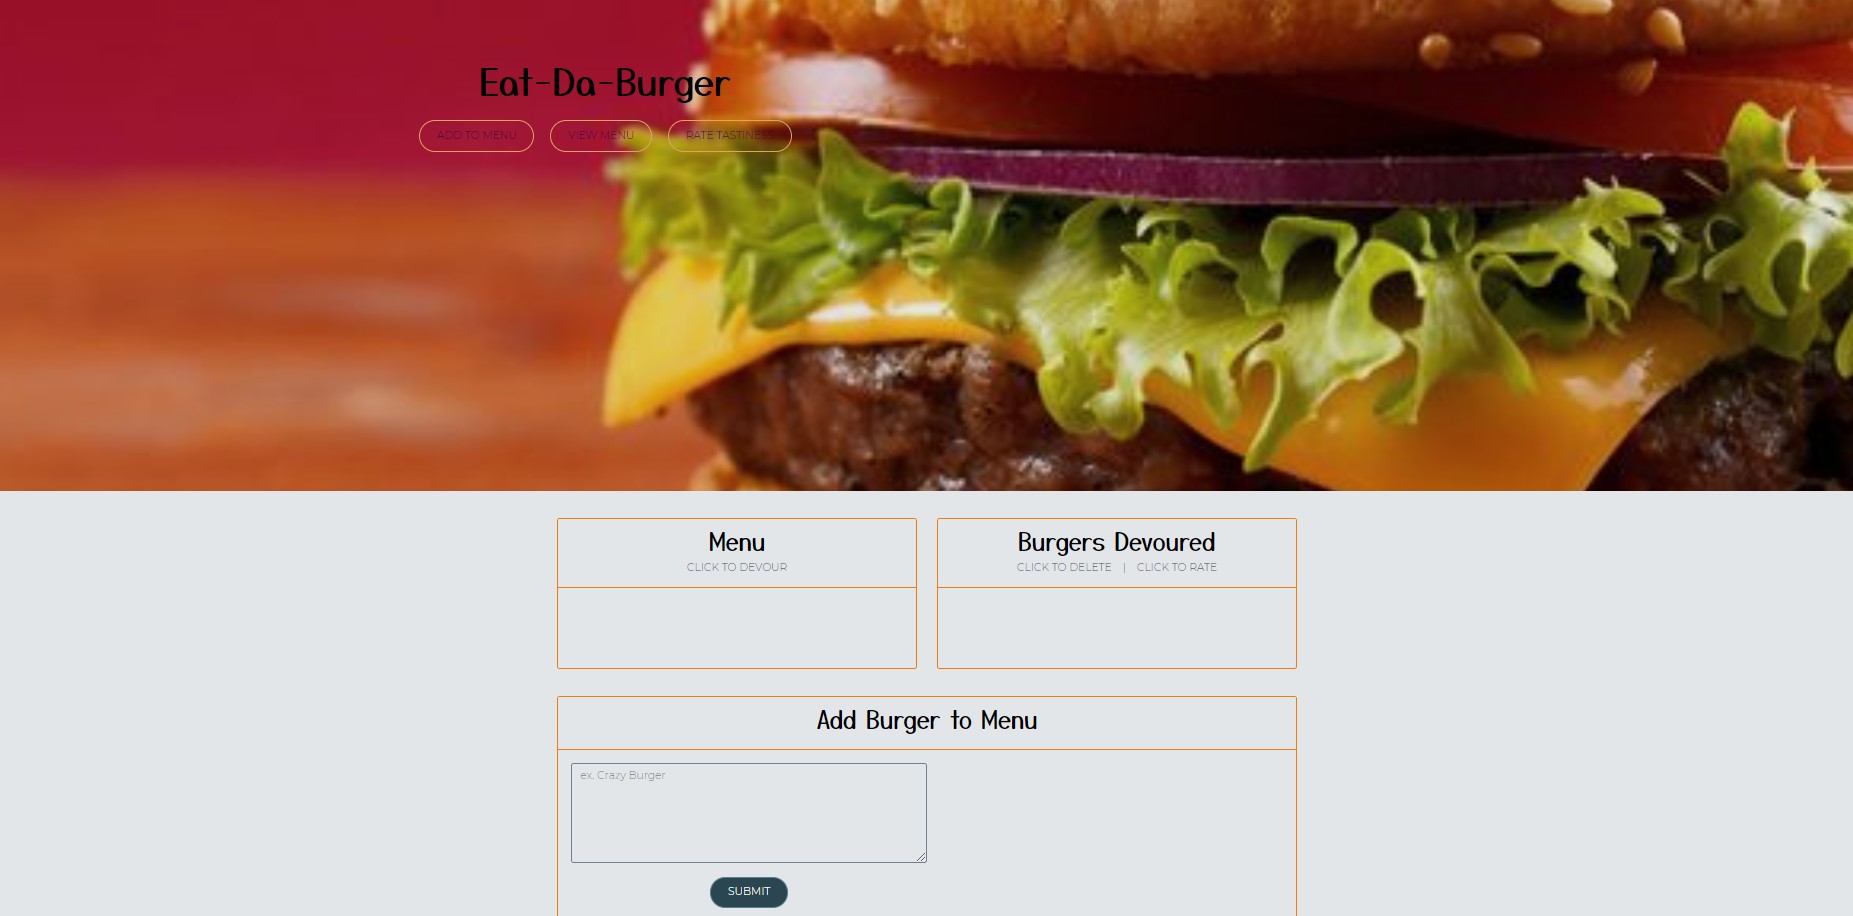 Eat-Da-Burger
ADD TO MENU
VIEW MENU
RATE TASTINESS
Menu
CLICK TO DEVOUR
Burgers Devoured
CLICK TO DELETE | CLICK TO RATE
Add Burger to Menu
ex. Crazy Burger
SUBMIT